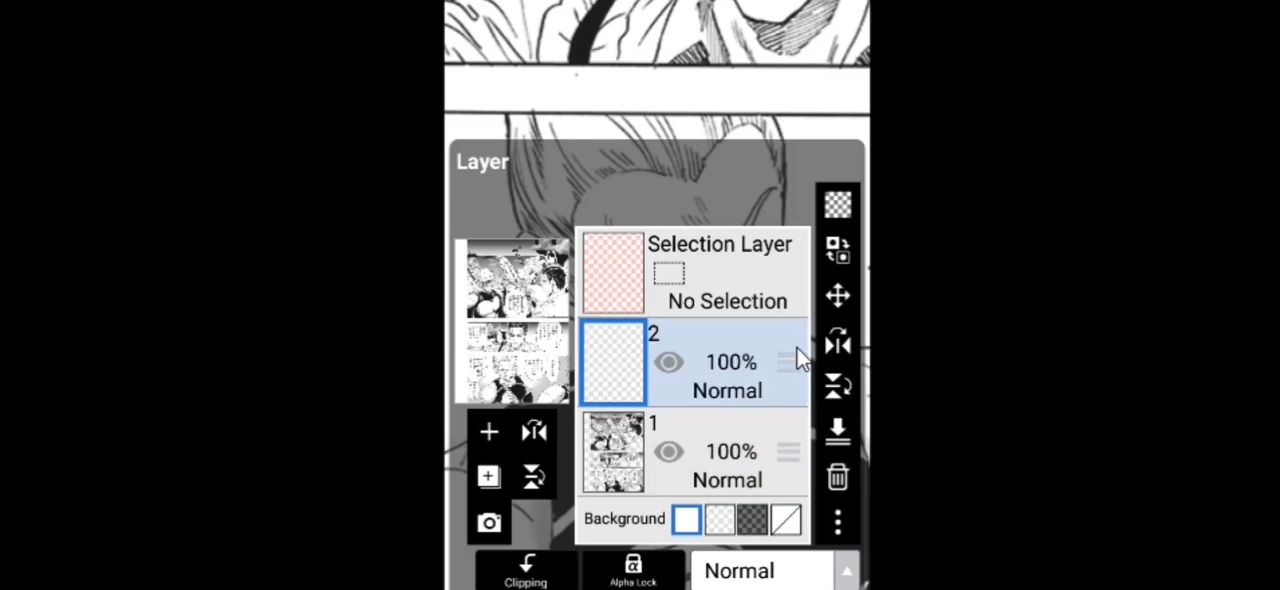 Layer
Selection Layer
No Selection
2
100%
Normal
1
100%
Normal
Background
Clipping
α
Alpha Lock
Normal